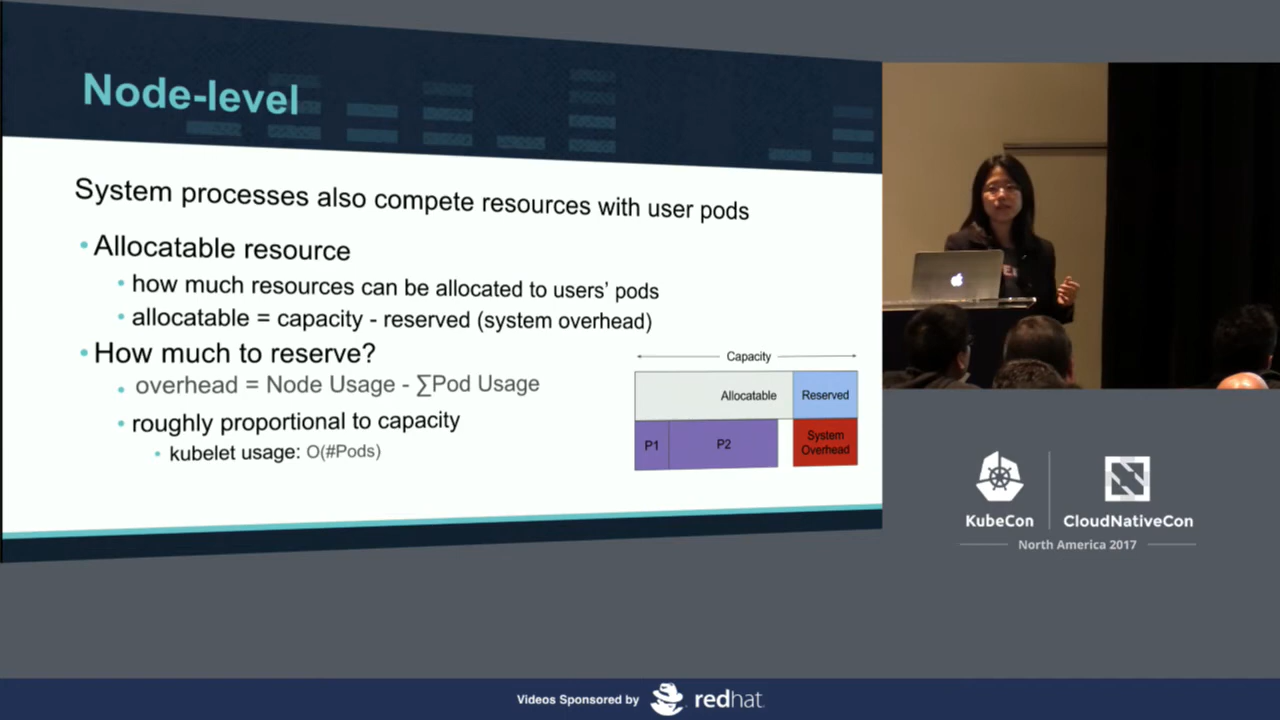 Node-level
System processes also compete resources with user pods
• Allocatable resource
• how much resources can be allocated to users' pods
• allocatable = capacity - reserved (system overhead)
• How much to reserve?
• overhead = Node Usage - ∑Pod Usage
• roughly proportional to capacity
• kubelet usage: O(#Pods)
Capacity
Allocatable
Reserved
P1
P2
System
Overhead
KubeCon
CloudNativeCon
North America 2017
Videos Sponsored by
redhat